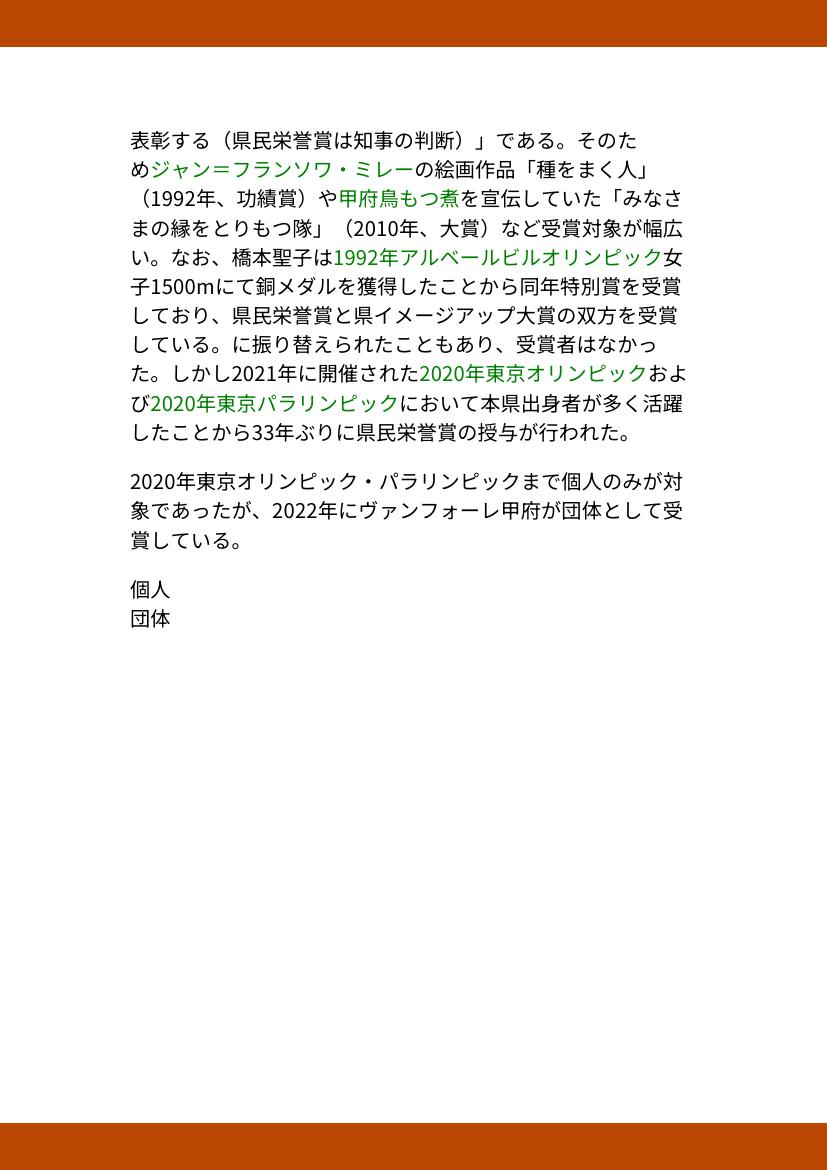 表彰する（県民栄誉賞は知事の判断）」である。そのた
めジャン＝フランソワ・ミレーの絵画作品「種をまく人」
（1992年、功績賞）や甲府鳥もつ煮を宣伝していた「みなさ
まの縁をとりもつ隊」（2010年、大賞）など受賞対象が幅広
い。なお、橋本聖子は1992年アルベールビルオリンピック女
子1500mにて銅メダルを獲得したことから同年特別賞を受賞
しており、県民栄誉賞と県イメージアップ大賞の双方を受賞
している。に振り替えられたこともあり、受賞者はなかっ
た。しかし2021年に開催された2020年東京オリンピックおよ
び2020年東京パラリンピックにおいて本県出身者が多く活躍
したことから33年ぶりに県民栄誉賞の授与が行われた。
2020年東京オリンピック・パラリンピックまで個人のみが対
象であったが、2022年にヴァンフォーレ甲府が団体として受
賞している。
個人
団体